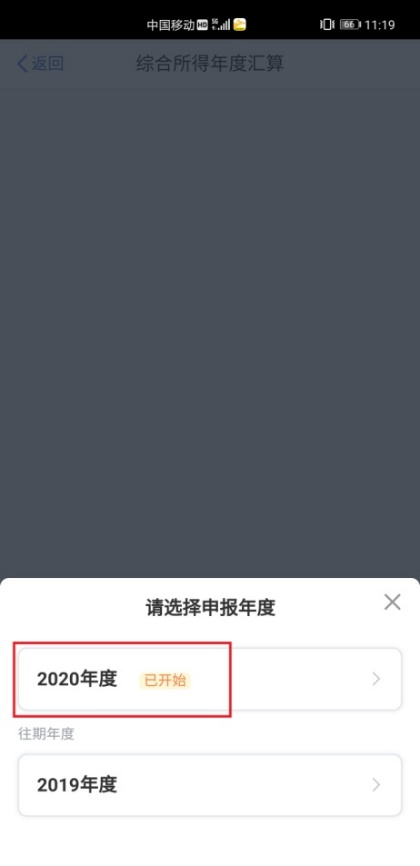 中国移动 HD 5G 66 11:19
返回 综合所得年度汇算
请选择申报年度
2020年度 已开始
往期年度
2019年度